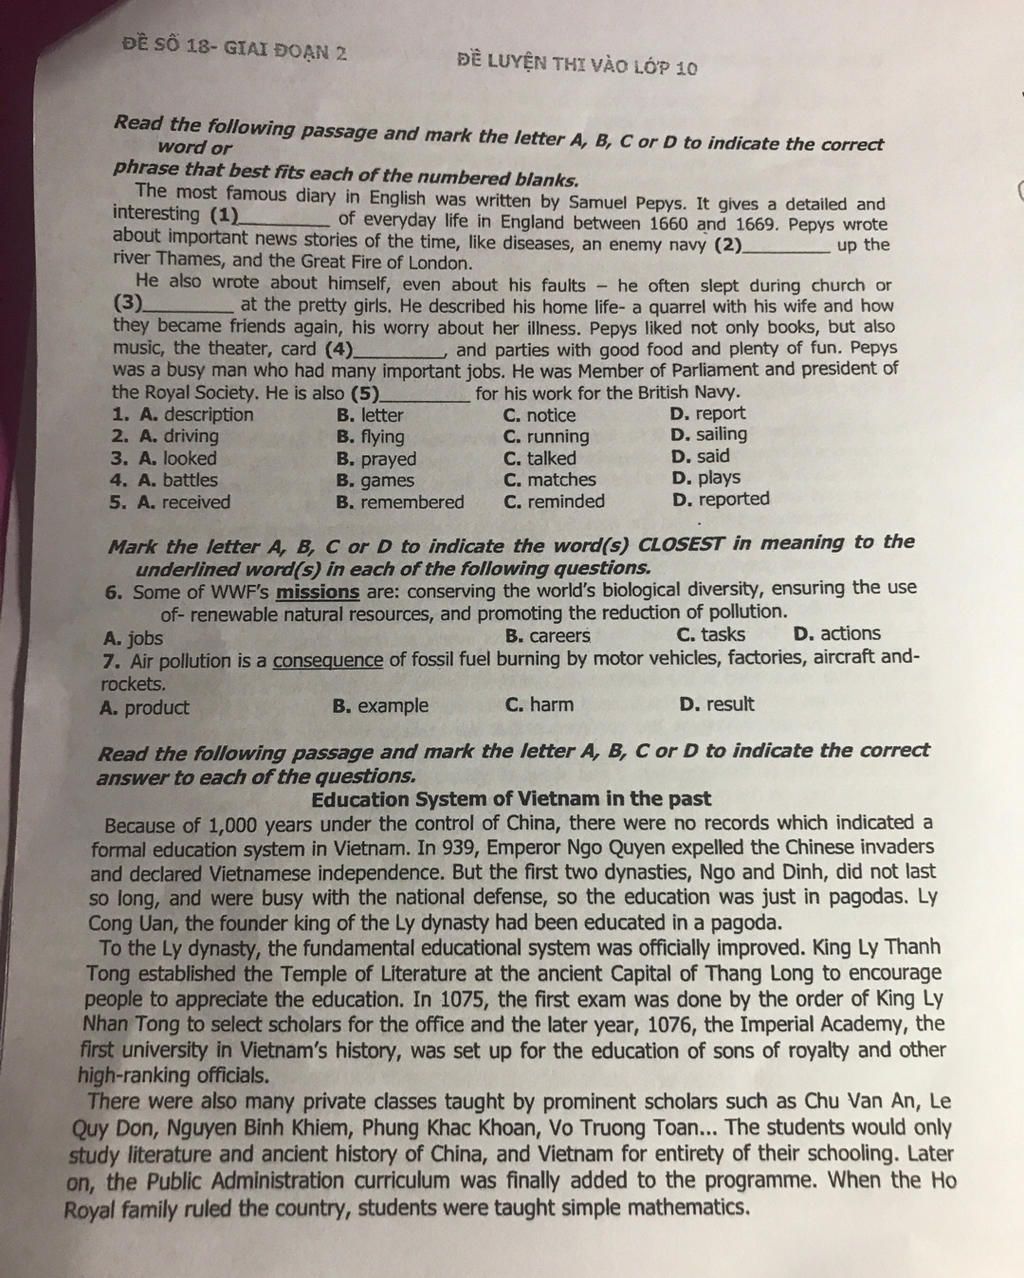 ĐỀ SỐ 18- GIAI ĐOẠN 2
ĐỀ LUYỆN THI VÀO LỚP 10
Read the following passage and mark the letter A, B, C or D to indicate the correct
word or
phrase that best fits each of the numbered blanks.
The most famous diary in English was written by Samuel Pepys. It gives a detailed and
interesting (1)__________ of everyday life in England between 1660 and 1669. Pepys wrote
about important news stories of the time, like diseases, an enemy navy (2)__________ up the
river Thames, and the Great Fire of London.
He also wrote about himself, even about his faults – he often slept during church or
(3)__________ at the pretty girls. He described his home life- a quarrel with his wife and how
they became friends again, his worry about her illness. Pepys liked not only books, but also
music, the theater, card (4)__________, and parties with good food and plenty of fun. Pepys
was a busy man who had many important jobs. He was Member of Parliament and president of
the Royal Society. He is also (5)__________ for his work for the British Navy.
1. A. description B. letter C. notice D. report
2. A. driving B. flying C. running D. sailing
3. A. looked B. prayed C. talked D. said
4. A. battles B. games C. matches D. plays
5. A. received B. remembered C. reminded D. reported
Mark the letter A, B, C or D to indicate the word(s) CLOSEST in meaning to the
underlined word(s) in each of the following questions.
6. Some of WWF's missions are: conserving the world's biological diversity, ensuring the use
of- renewable natural resources, and promoting the reduction of pollution.
A. jobs B. careers C. tasks D. actions
7. Air pollution is a consequence of fossil fuel burning by motor vehicles, factories, aircraft and-
rockets.
A. product B. example C. harm D. result
Read the following passage and mark the letter A, B, C or D to indicate the correct
answer to each of the questions.
Education System of Vietnam in the past
Because of 1,000 years under the control of China, there were no records which indicated a
formal education system in Vietnam. In 939, Emperor Ngo Quyen expelled the Chinese invaders
and declared Vietnamese independence. But the first two dynasties, Ngo and Dinh, did not last
so long, and were busy with the national defense, so the education was just in pagodas. Ly
Cong Uan, the founder king of the Ly dynasty had been educated in a pagoda.
To the Ly dynasty, the fundamental educational system was officially improved. King Ly Thanh
Tong established the Temple of Literature at the ancient Capital of Thang Long to encourage
people to appreciate the education. In 1075, the first exam was done by the order of King Ly
Nhan Tong to select scholars for the office and the later year, 1076, the Imperial Academy, the
first university in Vietnam's history, was set up for the education of sons of royalty and other
high-ranking officials.
There were also many private classes taught by prominent scholars such as Chu Van An, Le
Quy Don, Nguyen Binh Khiem, Phung Khac Khoan, Vo Truong Toan... The students would only
study literature and ancient history of China, and Vietnam for entirety of their schooling. Later
on, the Public Administration curriculum was finally added to the programme. When the Ho
Royal family ruled the country, students were taught simple mathematics.